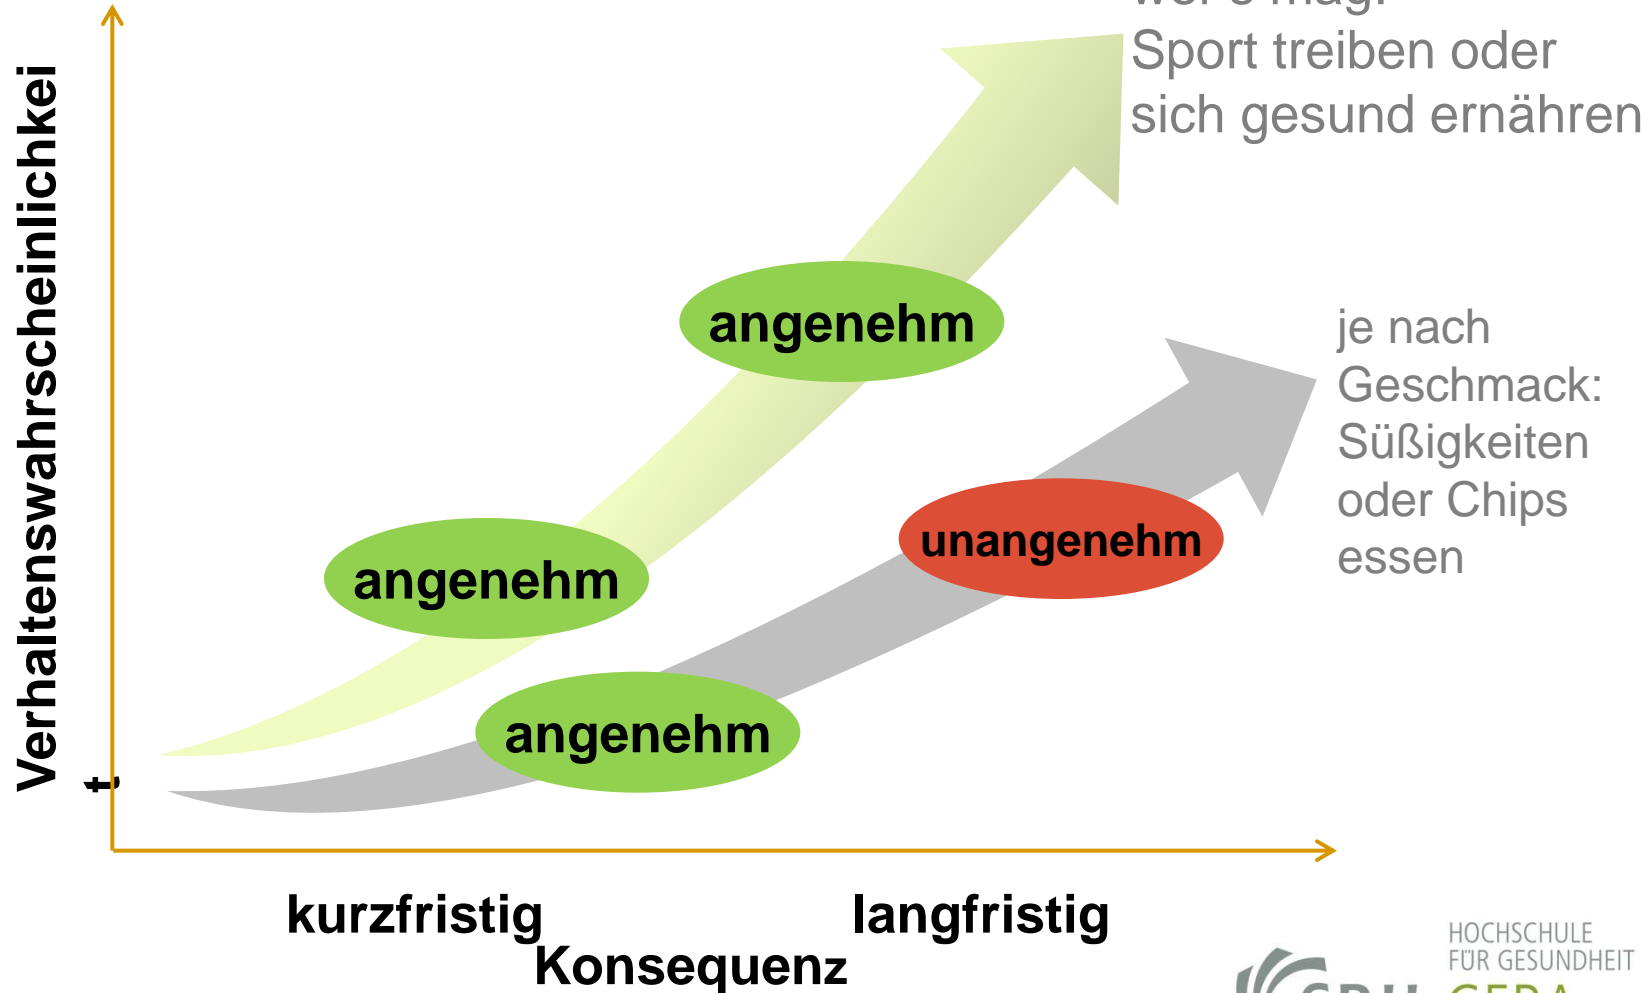 Sport treiben oder
sich gesund ernähren
Verhaltenswahrscheinlichkei
t
angenehm
je nach
Geschmack:
Süßigkeiten
oder Chips
essen
unangenehm
angenehm
angenehm
kurzfristig
langfristig
Konsequenz
HOCHSCHULE
FÜR GESUNDHEIT